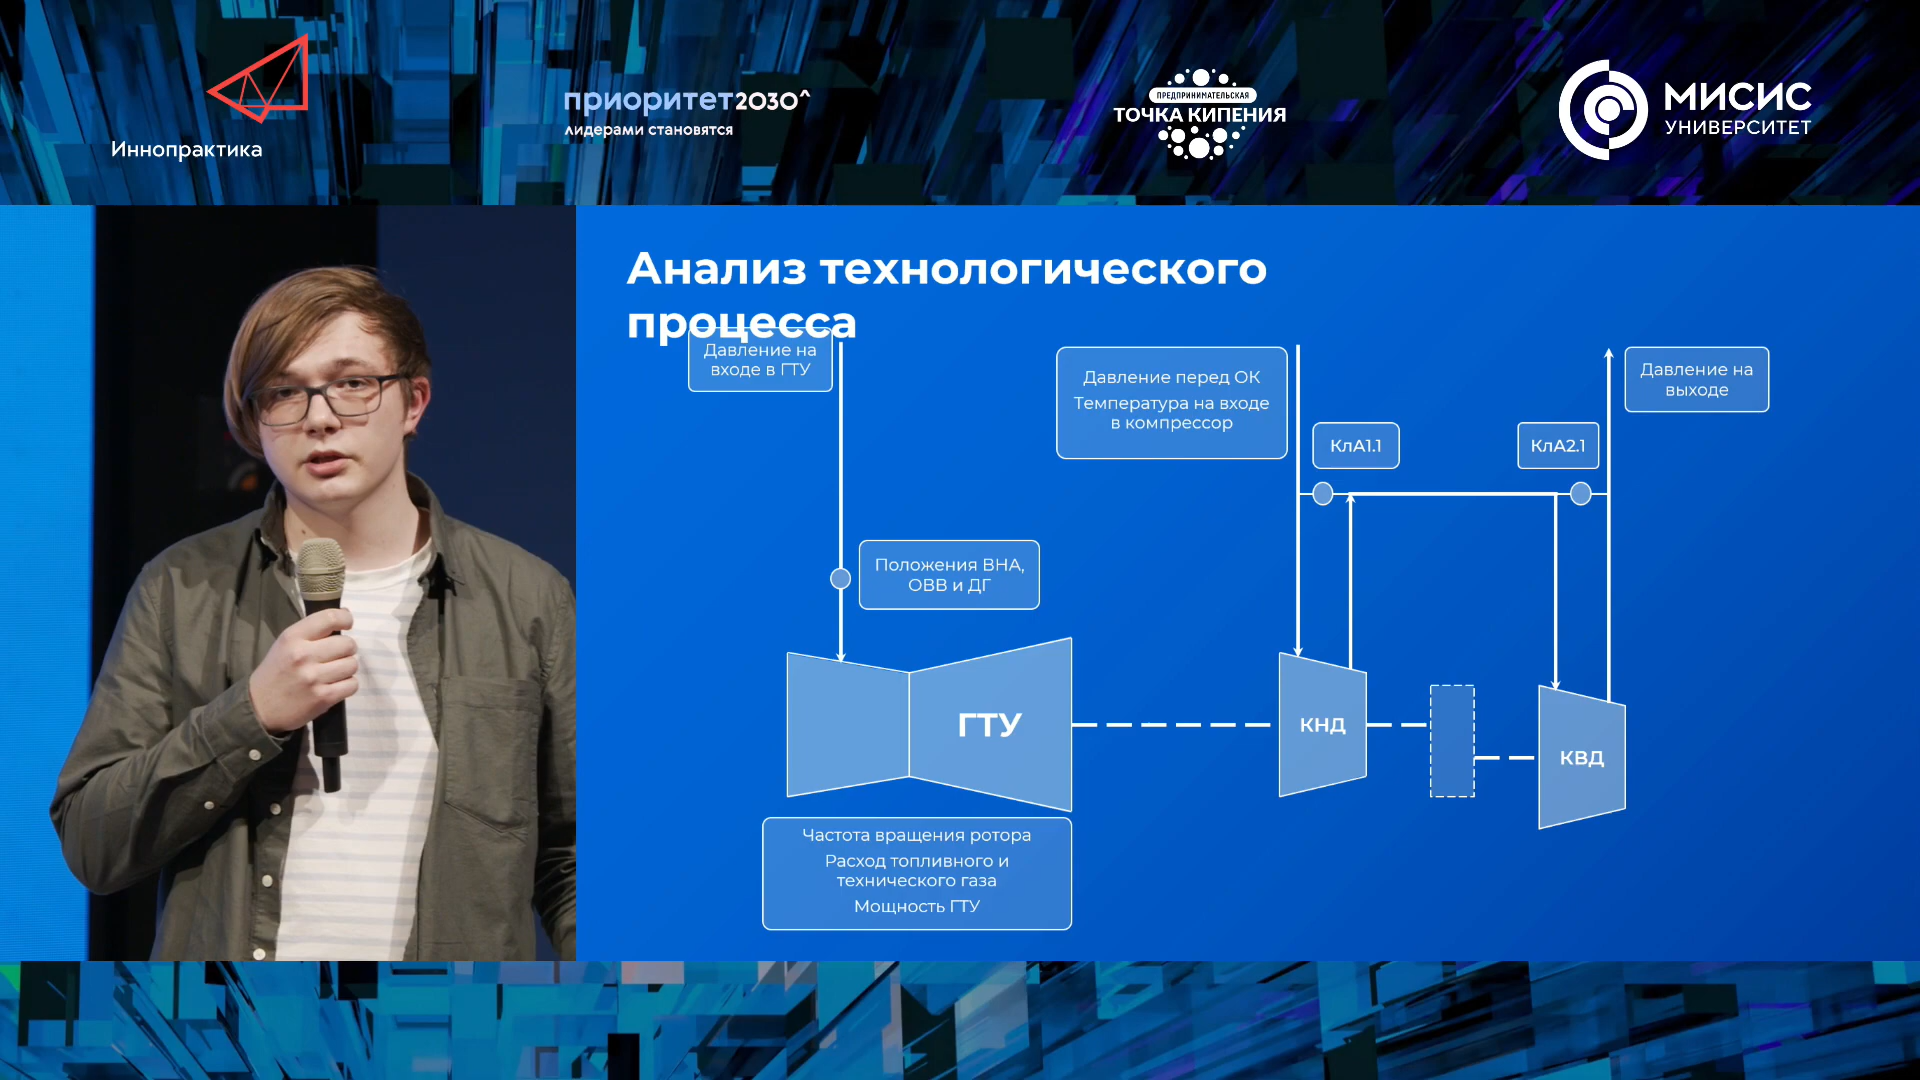 Иннопрактика
приоритет2030^
лидерами становятся
ПРЕДПРИНИМАТЕЛЬСКАЯ
ТОЧКА КИПЕНИЯ
МИСИС
УНИВЕРСИТЕТ
Анализ технологического
процесса
Давление на
входе в ГТУ
Давление перед ОК
Температура на входе
в компрессор
Давление на
выходе
КлА1.1
КлА2.1
Положения ВНА,
ОВВ и ДГ
ГТУ
КНД
КВД
Частота вращения ротора
Расход топливного и
технического газа
Мощность ГТУ